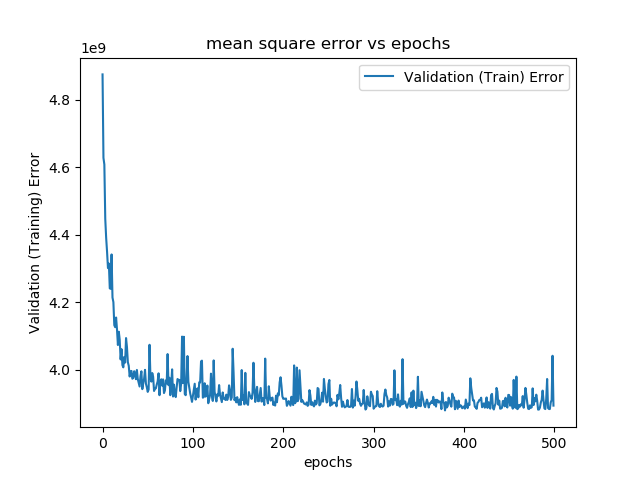 mean square error vs epochs
1e9
Validation (Train) Error
4.8
4.6
4.4
4.2
4.0
Validation (Training) Error
0 100 200 300 400 500
epochs